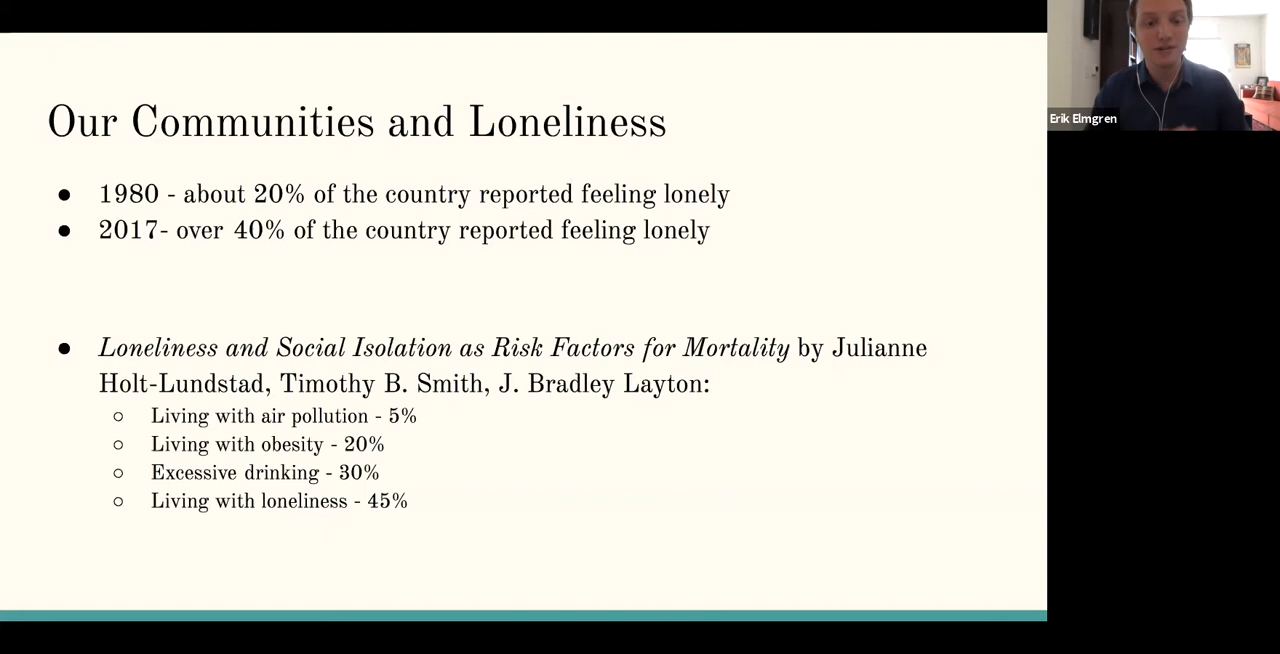 Our Communities and Loneliness
● 1980 - about 20% of the country reported feeling lonely
● 2017- over 40% of the country reported feeling lonely
● Loneliness and Social Isolation as Risk Factors for Mortality by Julianne
Holt-Lundstad, Timothy B. Smith, J. Bradley Layton:
○ Living with air pollution - 5%
○ Living with obesity - 20%
○ Excessive drinking - 30%
○ Living with loneliness - 45%
Erik Elmgren